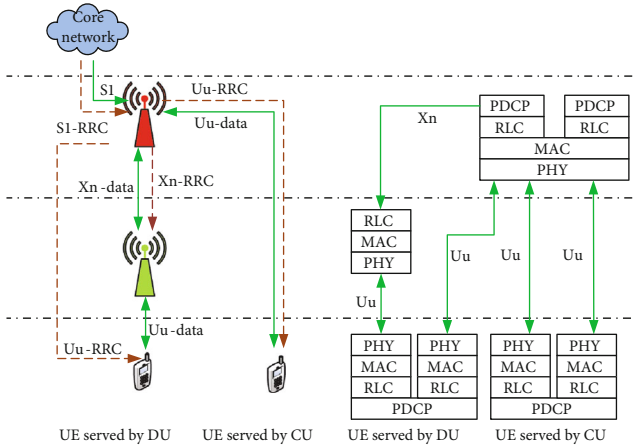 Core
network
S1
Uu-RRC
Uu-data
S1-RRC
Xn-data
Xn-RRC
Uu-data
Uu-RRC
UE served by DU
UE served by CU
Xn
PDCP
RLC
PDCP
RLC
MAC
PHY
RLC
MAC
PHY
Uu
Uu
Uu
Uu
PHY
MAC
RLC
PHY
MAC
RLC
PDCP
PHY
MAC
RLC
PHY
MAC
RLC
PDCP
UE served by DU
UE served by CU